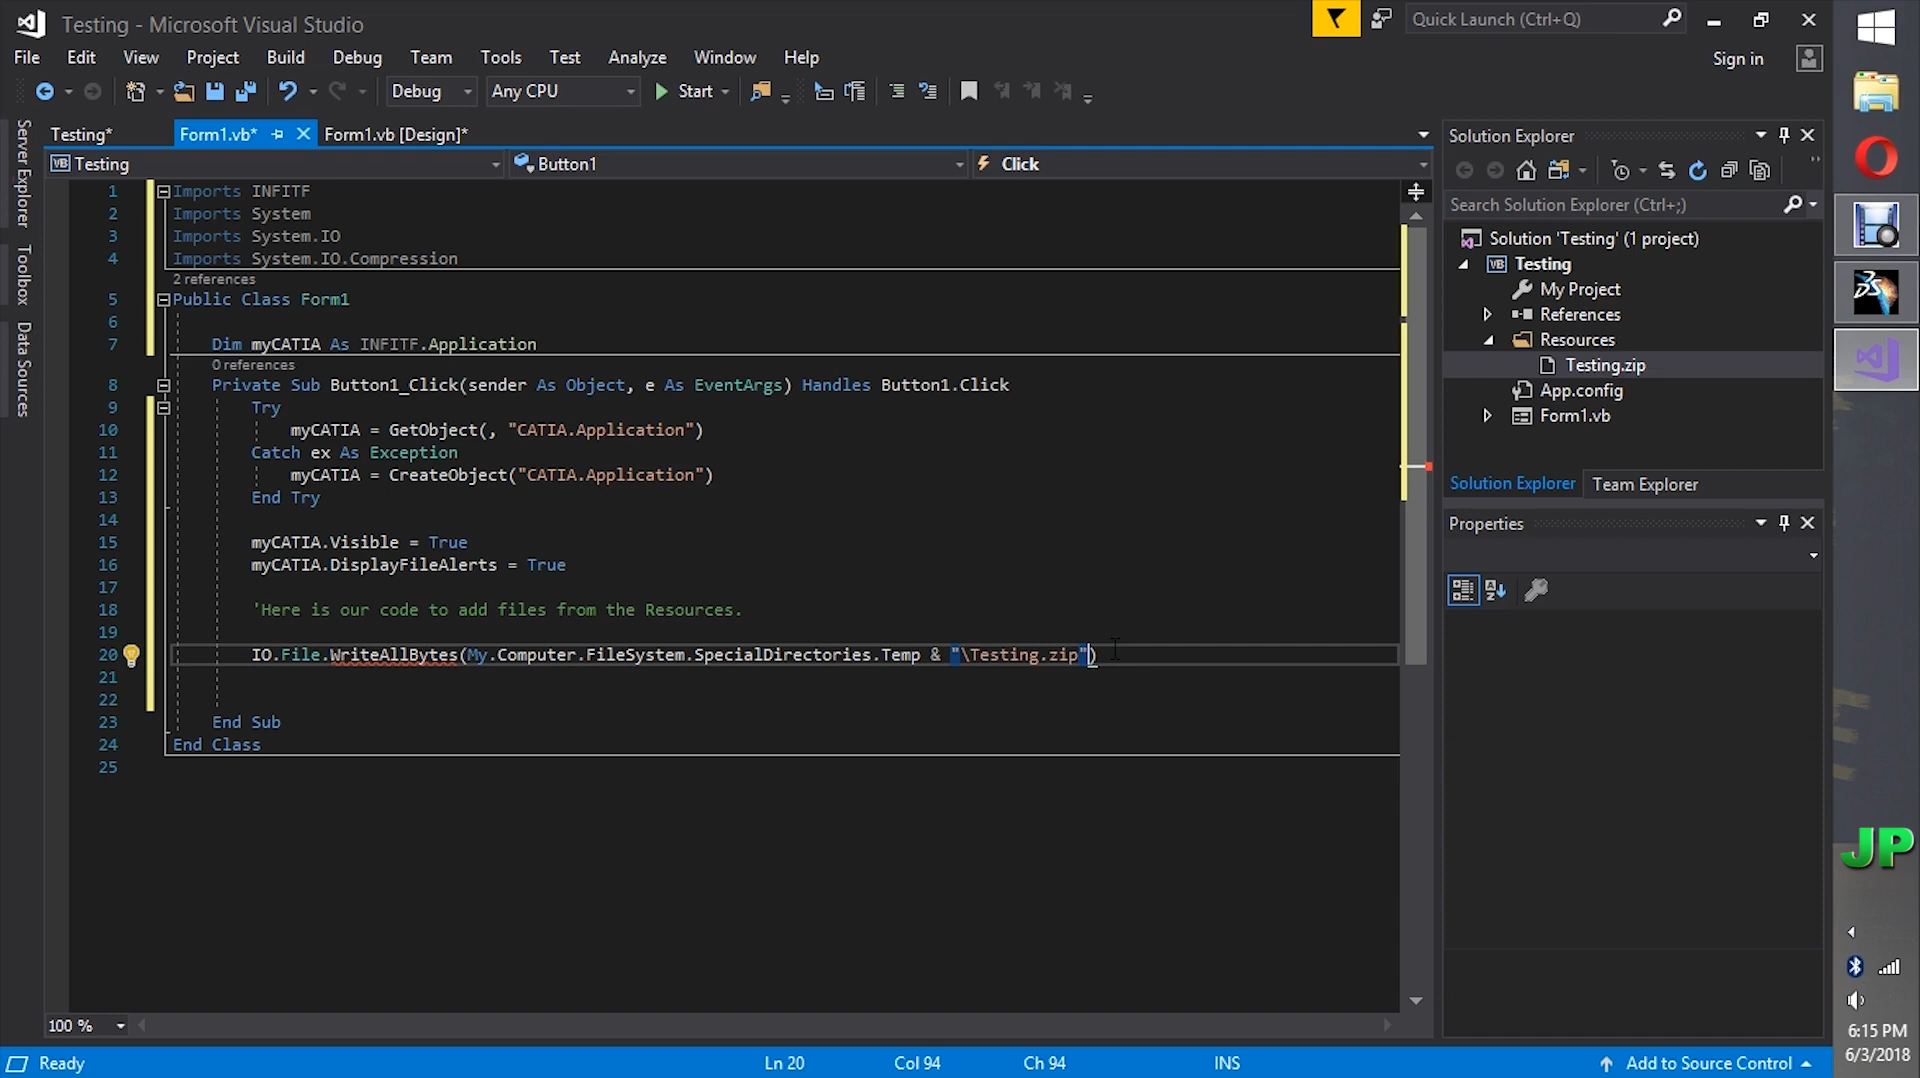 Testing - Microsoft Visual Studio
Quick Launch (Ctrl+Q)
File Edit View Project Build Debug Team Tools Test Analyze Window Help
Sign in
Debug Any CPU Start
Testing* Form1.vb* Form1.vb [Design]*
VB Testing Button1 Click
Server Explorer
Toolbox
Data Sources
1 Imports INFITF
2 Imports System
3 Imports System.IO
4 Imports System.IO.Compression
2 references
5 Public Class Form1
6
7 Dim myCATIA As INFITF.Application
0 references
8 Private Sub Button1_Click(sender As Object, e As EventArgs) Handles Button1.Click
9 Try
10 myCATIA = GetObject(, "CATIA.Application")
11 Catch ex As Exception
12 myCATIA = CreateObject("CATIA.Application")
13 End Try
14
15 myCATIA.Visible = True
16 myCATIA.DisplayFileAlerts = True
17
18 'Here is our code to add files from the Resources.
19
20 IO.File.WriteAllBytes(My.Computer.FileSystem.SpecialDirectories.Temp & "\Testing.zip")
21
22
23 End Sub
24 End Class
25
100 %
Solution Explorer
Search Solution Explorer (Ctrl+;)
Solution 'Testing' (1 project)
VB Testing
My Project
References
Resources
Testing.zip
App.config
Form1.vb
Solution Explorer Team Explorer
Properties
JP
6:15 PM
6/3/2018
Ready Ln 20 Col 94 Ch 94 INS Add to Source Control